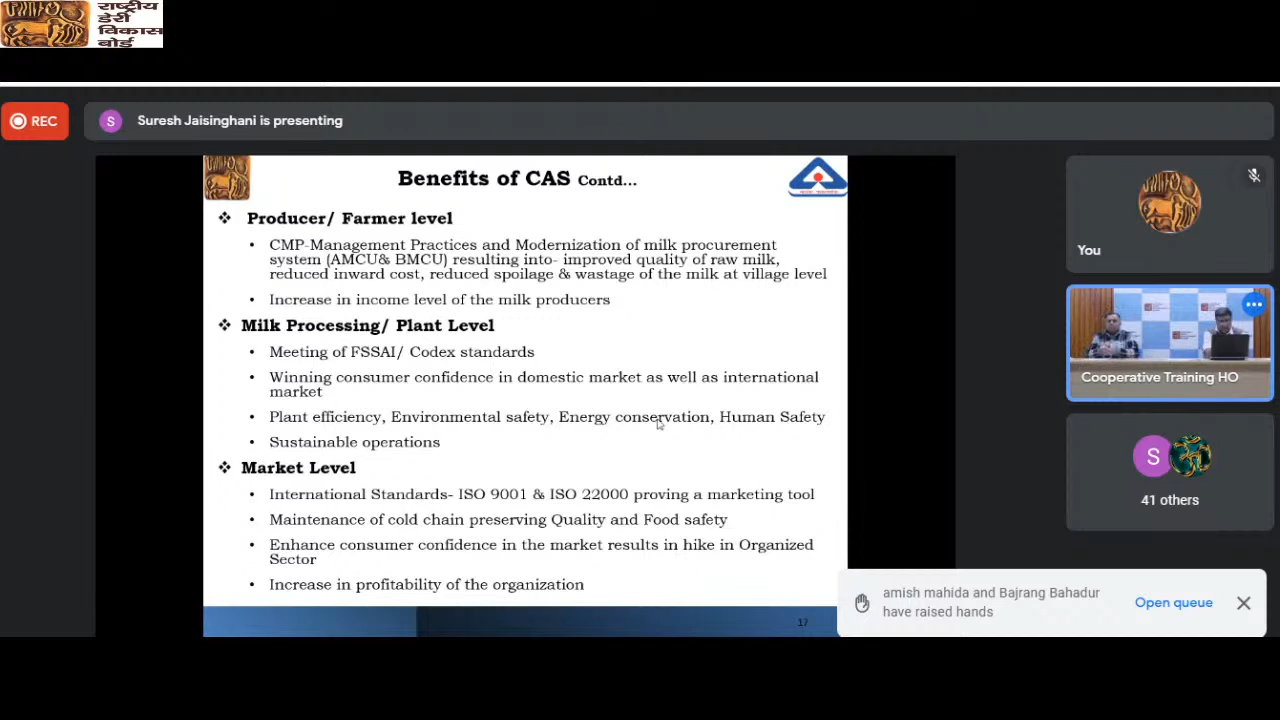 राष्ट्रीय
डेरी
विकास
बोर्ड
REC
S
Suresh Jaisinghani is presenting
Benefits of CAS Contd...
❖ Producer/ Farmer level
• CMP-Management Practices and Modernization of milk procurement
system (AMCU& BMCU) resulting into- improved quality of raw milk,
reduced inward cost, reduced spoilage & wastage of the milk at village level
• Increase in income level of the milk producers
❖ Milk Processing/ Plant Level
• Meeting of FSSAI/ Codex standards
• Winning consumer confidence in domestic market as well as international
market
• Plant efficiency, Environmental safety, Energy conservation, Human Safety
• Sustainable operations
❖ Market Level
• International Standards- ISO 9001 & ISO 22000 proving a marketing tool
• Maintenance of cold chain preserving Quality and Food safety
• Enhance consumer confidence in the market results in hike in Organized
Sector
• Increase in profitability of the organization
17
You
Cooperative Training HO
S
41 others
amish mahida and Bajrang Bahadur
have raised hands
Open queue